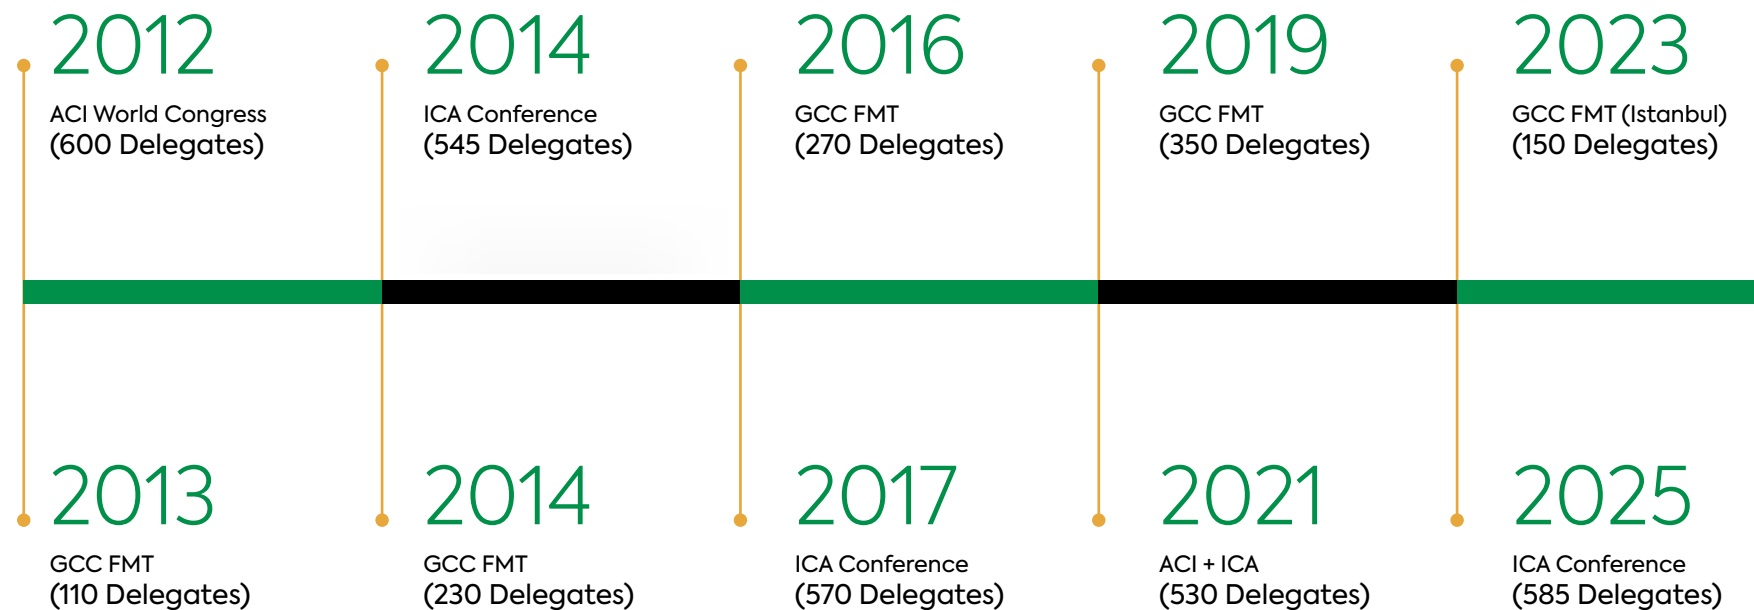 2012
ACI World Congress
(600 Delegates)
2014
ICA Conference
(545 Delegates)
2016
GCC FMT
(270 Delegates)
2019
GCC FMT
(350 Delegates)
2023
GCC FMT (Istanbul)
(150 Delegates)
2013
GCC FMT
(110 Delegates)
2014
GCC FMT
(230 Delegates)
2017
ICA Conference
(570 Delegates)
2021
ACI + ICA
(530 Delegates)
2025
ICA Conference
(585 Delegates)